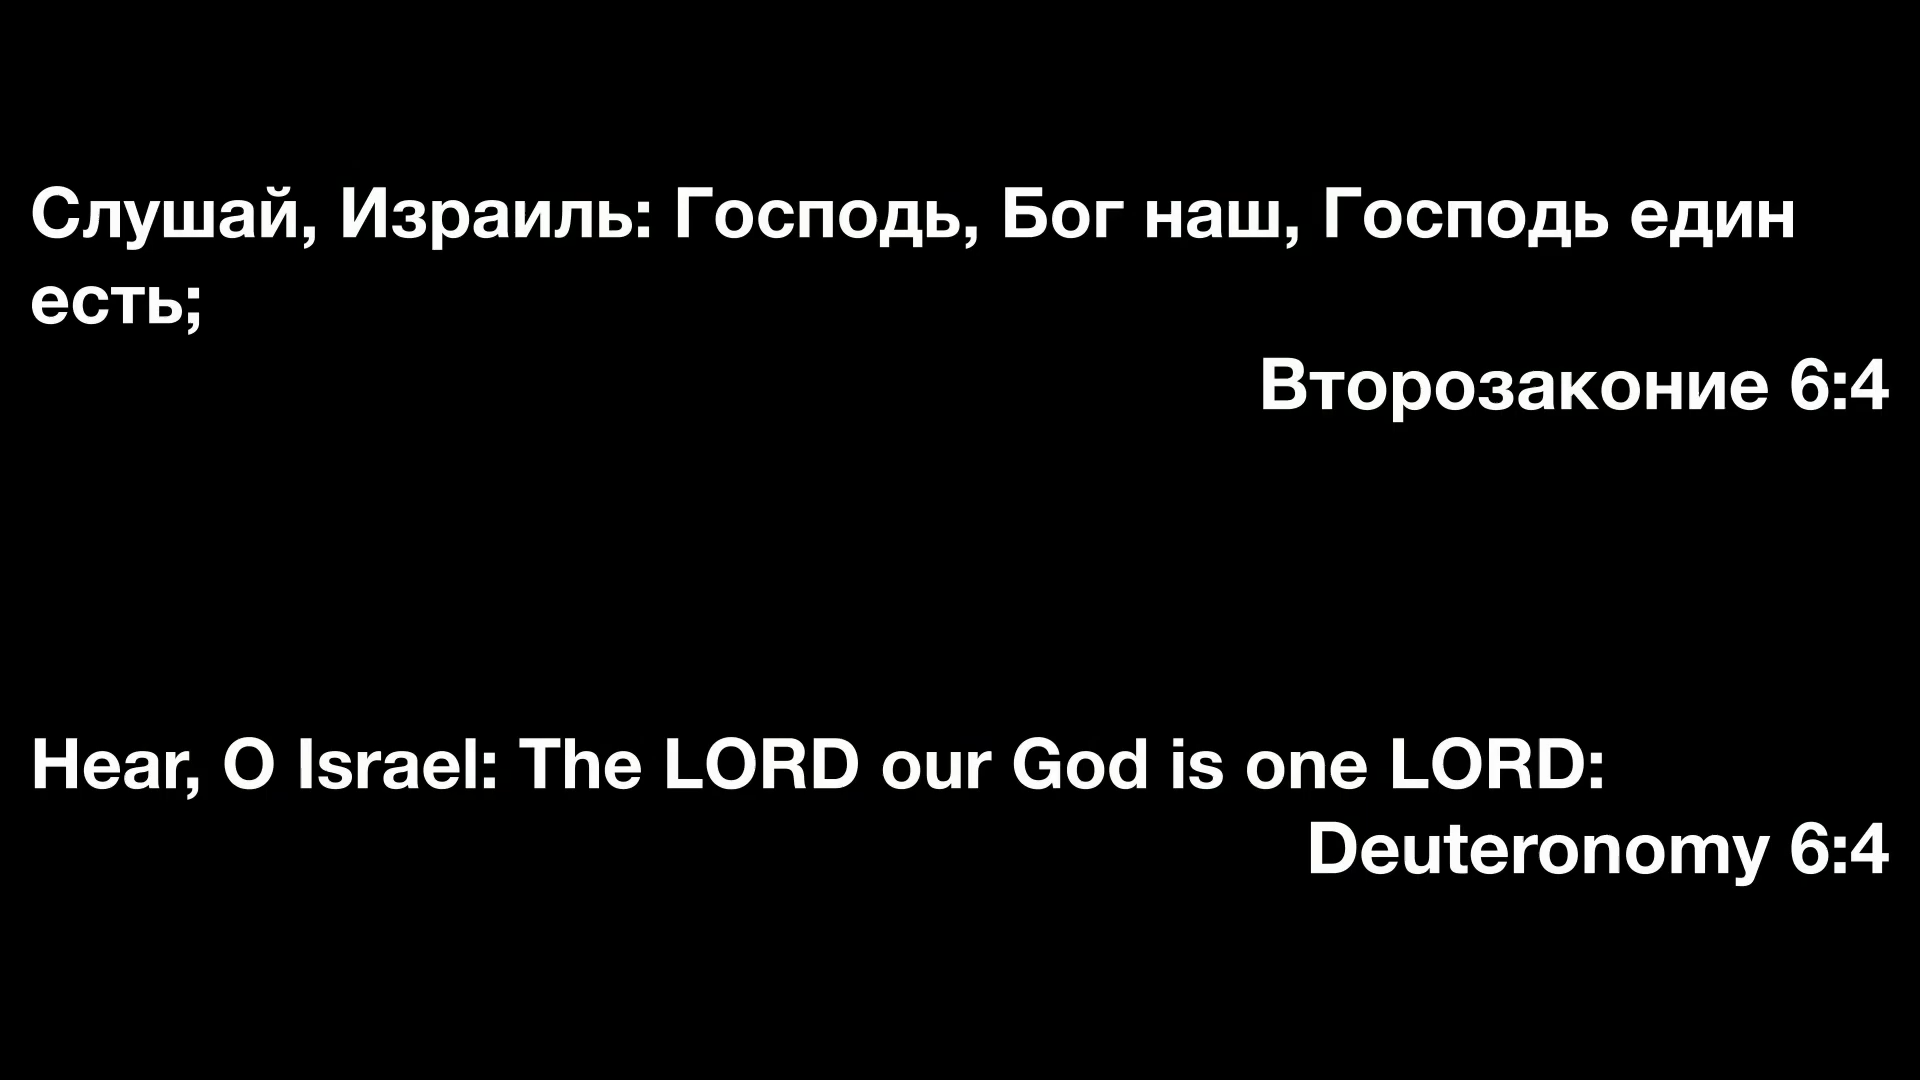 Слушай, Израиль: Господь, Бог наш, Господь един
есть;
Второзаконие 6:4
Hear, O Israel: The LORD our God is one LORD:
Deuteronomy 6:4